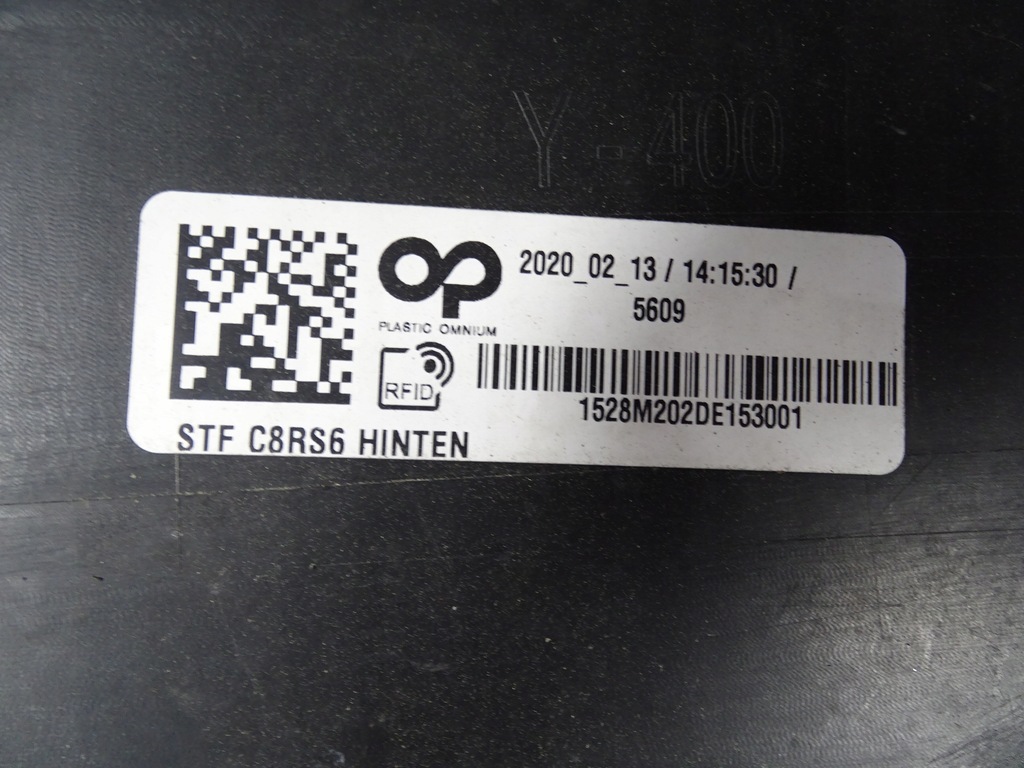 Y-400
2020_02_13 / 14:15:30 /
5609
PLASTIC OMNIUM
RFID
1528M202DE153001
STF C8RS6 HINTEN